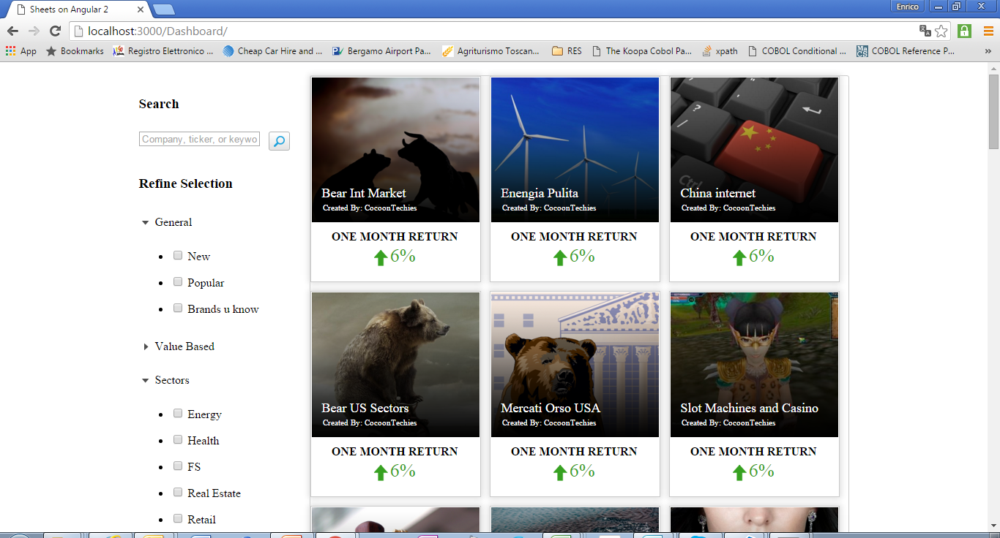 Sheets on Angular 2
Enrico
localhost:3000/Dashboard/
App
Bookmarks
Registro Elettronico ...
Cheap Car Hire and ...
Bergamo Airport Pa...
Agriturismo Toscan...
RES
The Koopa Cobol Pa...
xpath
COBOL Conditional ...
COBOL Reference P...
»
Search
Company, ticker, or keywo
Refine Selection
General
New
Popular
Brands u know
Value Based
Sectors
Energy
Health
FS
Real Estate
Retail
Bear Int Market
Created By: CocoonTechies
ONE MONTH RETURN
6%
Enengia Pulita
Created By: CocoonTechies
ONE MONTH RETURN
6%
Ctrl
China internet
Created By: CocoonTechies
ONE MONTH RETURN
6%
Bear US Sectors
Created By: CocoonTechies
ONE MONTH RETURN
6%
Mercati Orso USA
Created By: CocoonTechies
ONE MONTH RETURN
6%
Slot Machines and Casino
Created By: CocoonTechies
ONE MONTH RETURN
6%